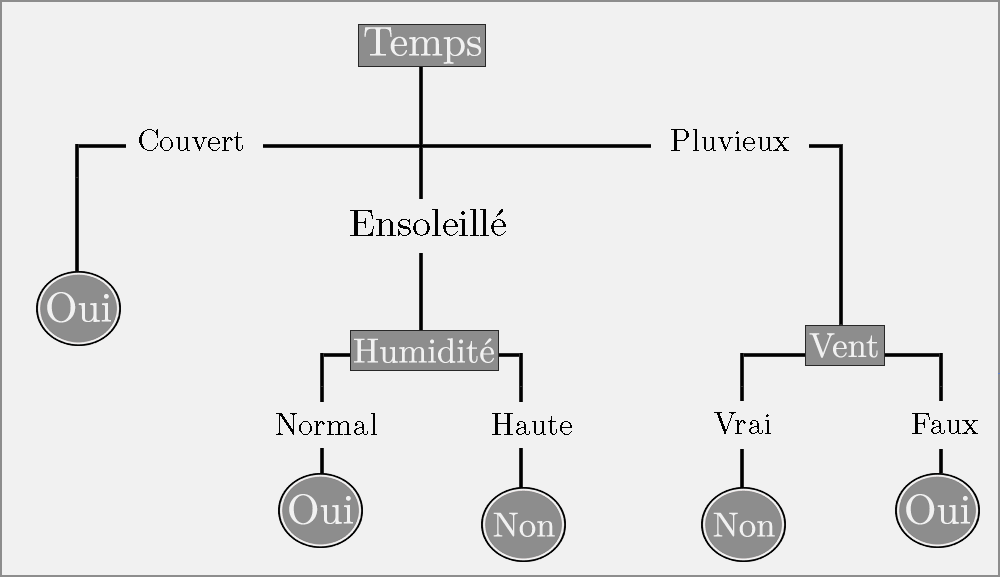 Temps
Couvert
Pluvieux
Ensoleillé
Oui
Humidité
Vent
Normal
Haute
Vrai
Faux
Oui
Non
Non
Oui